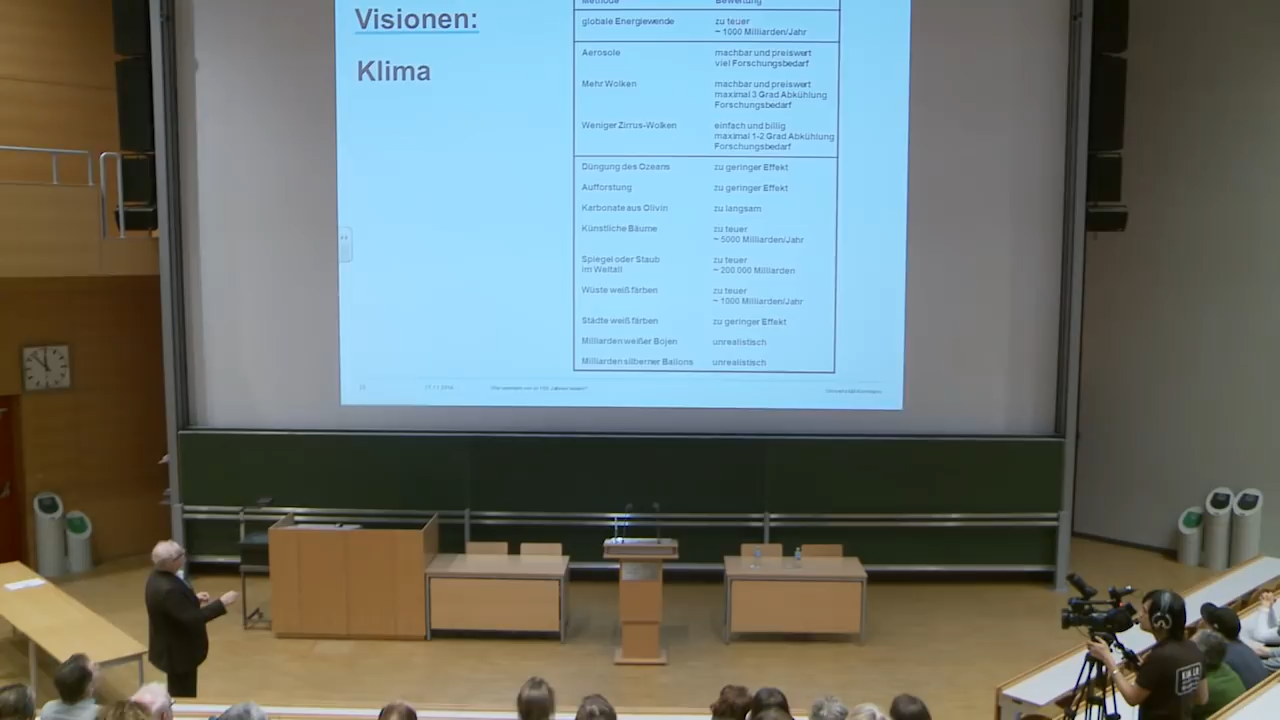 Visionen:
Klima
Methode Bewertung
globale Energiewende zu teuer
~ 1000 Milliarden/Jahr
Aerosole machbar und preiswert
viel Forschungsbedarf
Mehr Wolken machbar und preiswert
maximal 3 Grad Abkühlung
Forschungsbedarf
Weniger Zirrus-Wolken einfach und billig
maximal 1-2 Grad Abkühlung
Forschungsbedarf
Düngung des Ozeans zu geringer Effekt
Aufforstung zu geringer Effekt
Karbonate aus Olivin zu langsam
Künstliche Bäume zu teuer
~ 5000 Milliarden/Jahr
Spiegel oder Staub zu teuer
im Weltall ~ 200 000 Milliarden
Wüste weiß färben zu teuer
~ 1000 Milliarden/Jahr
Städte weiß färben zu geringer Effekt
Milliarden weißer Bojen unrealistisch
Milliarden silberner Ballons unrealistisch